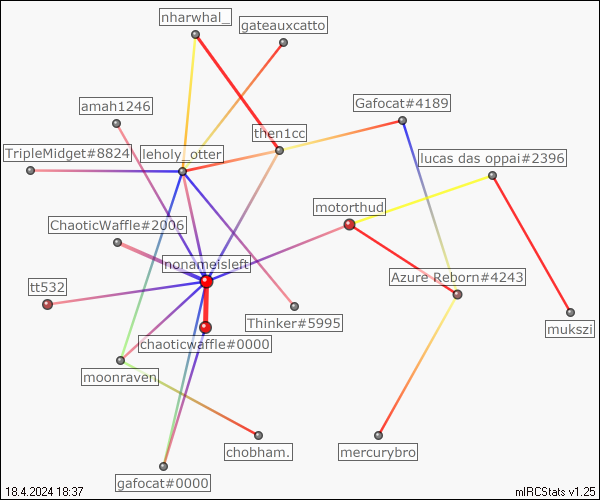 nharwhal_
gateauxcatto
amah1246
Gafocat#4189
then1cc
TripleMidget#8824
leholy_otter
lucas das oppai#2396
motorthud
ChaoticWaffle#2006
nonameisleft
Azure Reborn#4243
tt532
Thinker#5995
mukszi
chaoticwaffle#0000
moonraven
chobham.
mercurybro
gafocat#0000
18.4.2024 18:37
mIRCStats v1.25